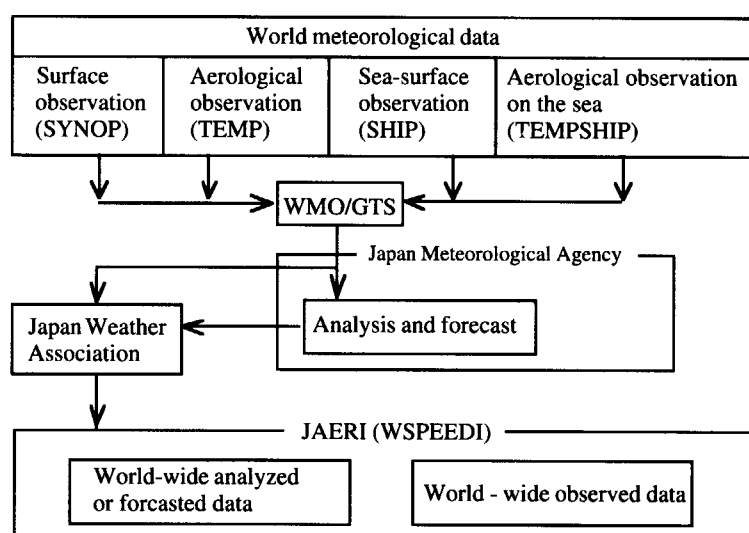 World meteorological data
Surface
observation
(SYNOP)
Aerological
observation
(TEMP)
Sea-surface
observation
(SHIP)
Aerological observation
on the sea
(TEMPSHIP)
WMO/GTS
Japan Meteorological Agency
Japan Weather
Association
Analysis and forecast
JAERI (WSPEEDI)
World-wide analyzed
or forcasted data
World - wide observed data